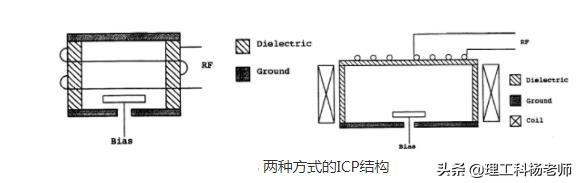 Dielectric
RF
Ground
Bias
RF
Dielectric
Ground
Coil
Bias
两种方式的ICP结构
头条 @理工科杨老师